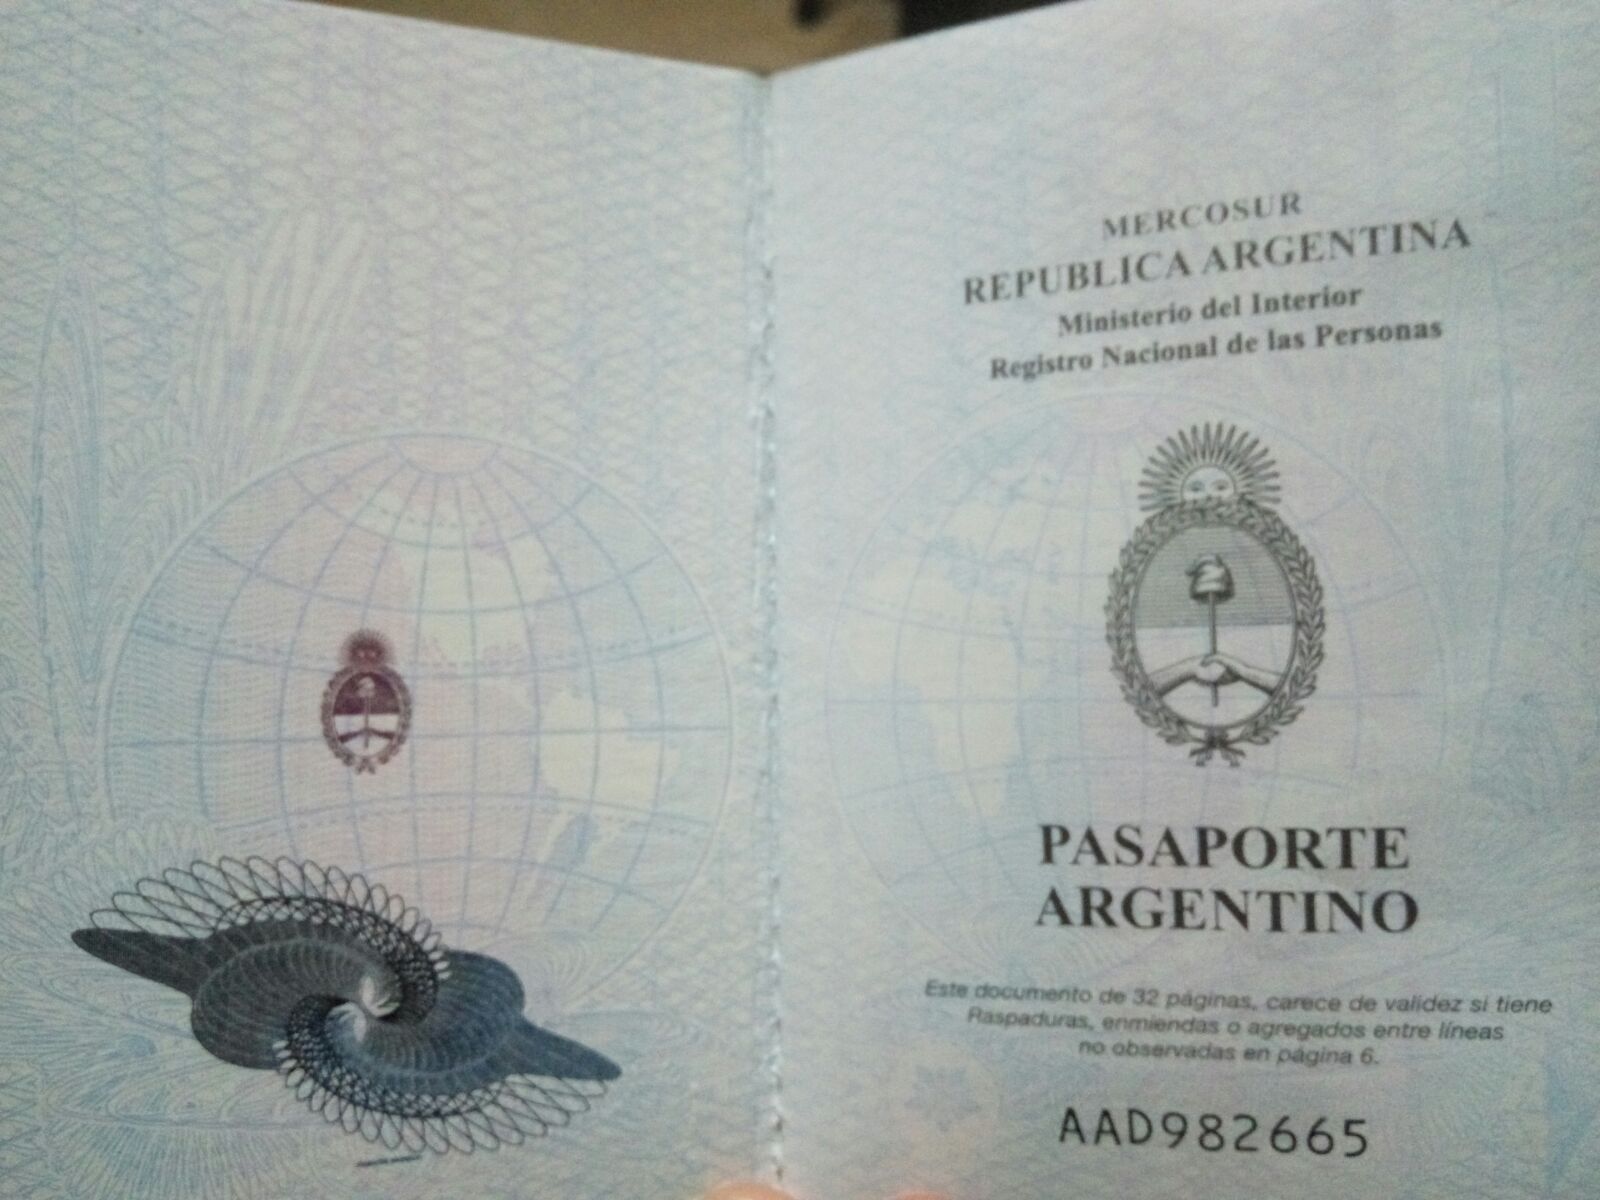 MERCOSUR
REPUBLICA ARGENTINA
Ministerio del Interior
Registro Nacional de las Personas
PASAPORTE
ARGENTINO
Este documento de 32 páginas, carece de validez si tiene
Raspaduras, enmiendas o agregados entre líneas
no observadas en página 6.
AAD982665